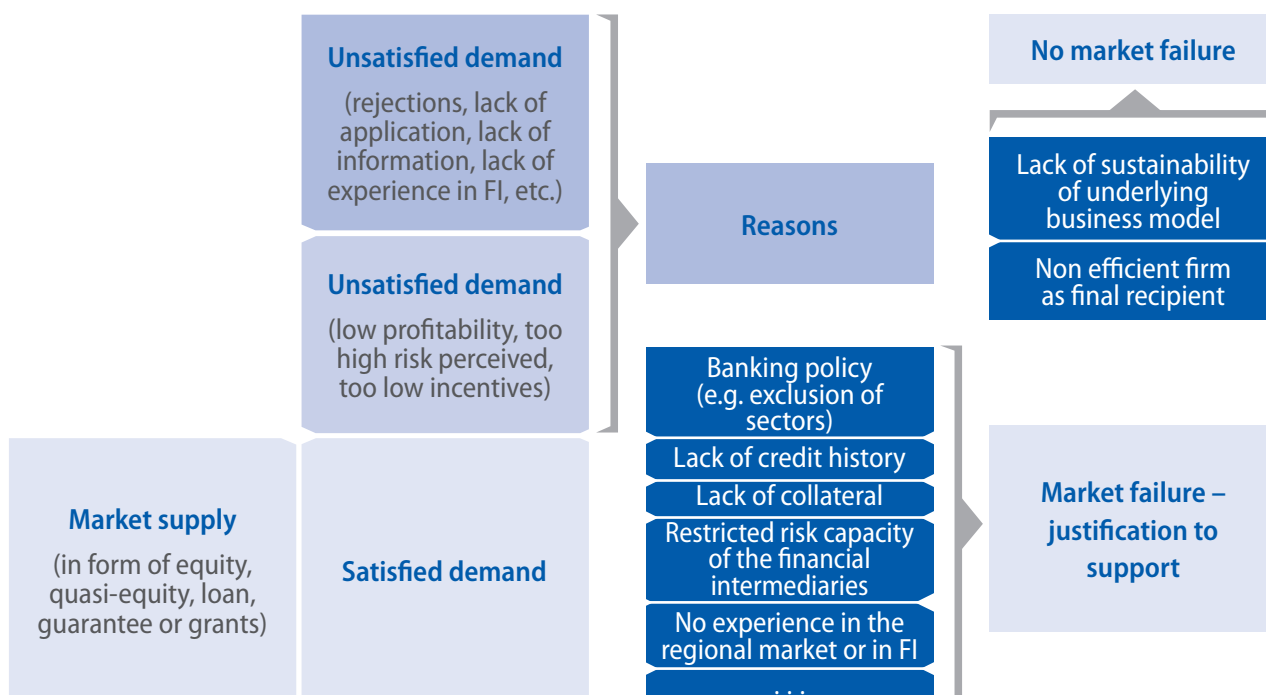 Unsatisfied demand
(rejections, lack of
application, lack of
information, lack of
experience in FI, etc.)
Unsatisfied demand
(low profitability, too
high risk perceived,
too low incentives)
Market supply
(in form of equity,
quasi-equity, loan,
guarantee or grants)
Satisfied demand
Reasons
Banking policy
(e.g. exclusion of
sectors)
Lack of credit history
Lack of collateral
Restricted risk capacity
of the financial
intermediaries
No experience in the
regional market or in FI
...
No market failure
Lack of sustainability
of underlying
business model
Non efficient firm
as final recipient
Market failure –
justification to
support